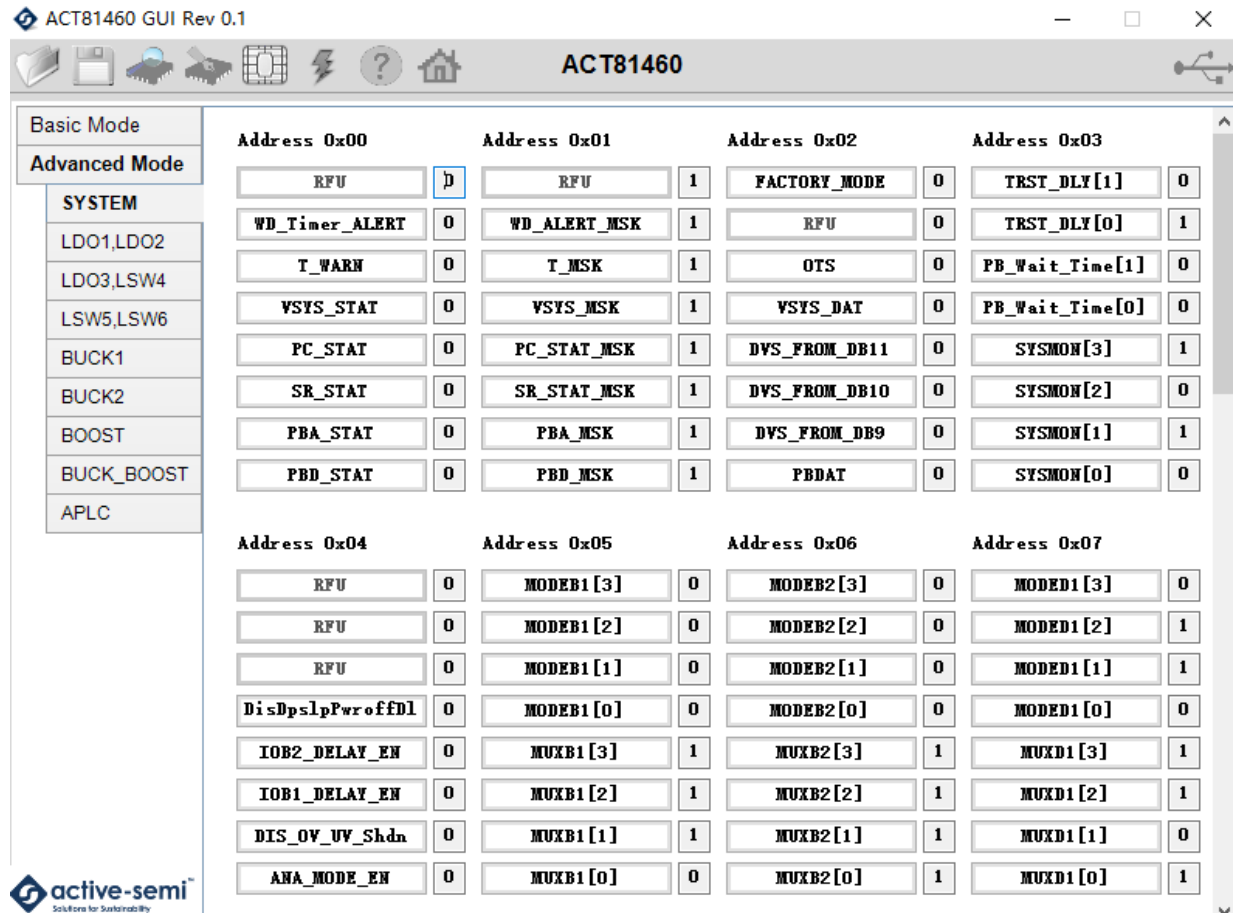 ACT81460 GUI Rev 0.1
ACT81460
Basic Mode
Advanced Mode
SYSTEM
LDO1,LDO2
LDO3,LSW4
LSW5,LSW6
BUCK1
BUCK2
BOOST
BUCK_BOOST
APLC
active-semi™
Solutions for Sustainability
Address 0x00 Address 0x01 Address 0x02 Address 0x03
RFU 0 RFU 1 FACTORY_MODE 0 TRST_DLY[1] 0
WD_Timer_ALERT 0 WD_ALERT_MSK 1 RFU 0 TRST_DLY[0] 1
T_WARN 0 T_MSK 1 OTS 0 PB_Wait_Time[1] 0
VSYS_STAT 0 VSYS_MSK 1 VSYS_DAT 0 PB_Wait_Time[0] 0
PC_STAT 0 PC_STAT_MSK 1 DVS_FROM_DB11 0 SYSMON[3] 1
SR_STAT 0 SR_STAT_MSK 1 DVS_FROM_DB10 0 SYSMON[2] 0
PBA_STAT 0 PBA_MSK 1 DVS_FROM_DB9 0 SYSMON[1] 1
PBD_STAT 0 PBD_MSK 1 PBDAT 0 SYSMON[0] 0
Address 0x04 Address 0x05 Address 0x06 Address 0x07
RFU 0 MODEB1[3] 0 MODEB2[3] 0 MODED1[3] 0
RFU 0 MODEB1[2] 0 MODEB2[2] 0 MODED1[2] 1
RFU 0 MODEB1[1] 0 MODEB2[1] 0 MODED1[1] 1
DisDpslpPwroffDl 0 MODEB1[0] 0 MODEB2[0] 0 MODED1[0] 0
IOB2_DELAY_EN 0 MUXB1[3] 1 MUXB2[3] 1 MUXD1[3] 1
IOB1_DELAY_EN 0 MUXB1[2] 1 MUXB2[2] 1 MUXD1[2] 1
DIS_OV_UV_Shdn 0 MUXB1[1] 1 MUXB2[1] 1 MUXD1[1] 0
ANA_MODE_EN 0 MUXB1[0] 0 MUXB2[0] 1 MUXD1[0] 1